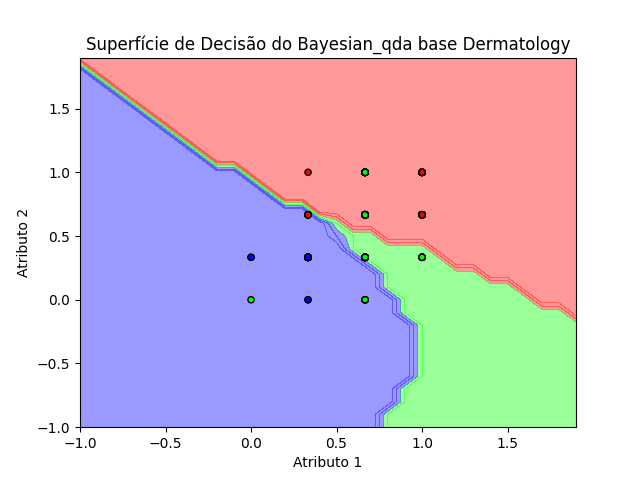 Superfície de Decisão do Bayesian_qda base Dermatology
Atributo 2
1.5
1.0
0.5
0.0
−0.5
−1.0
−1.0 −0.5 0.0 0.5 1.0 1.5
Atributo 1